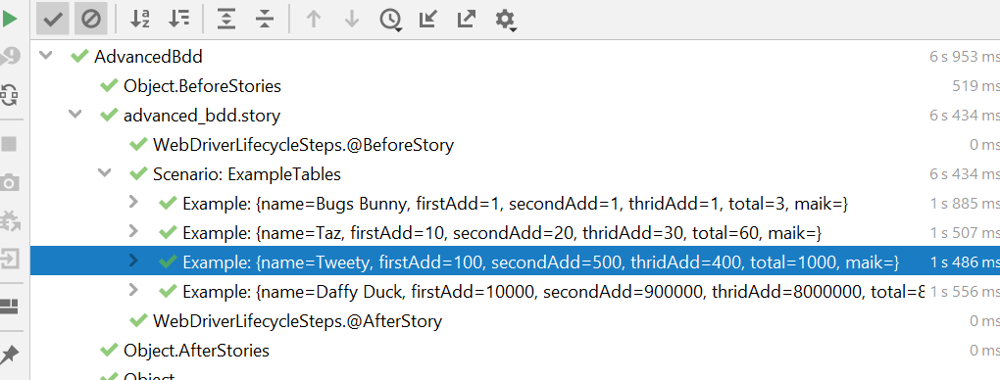 AdvancedBdd 6 s 953 ms
Object.BeforeStories 519 ms
advanced_bdd.story 6 s 434 ms
WebDriverLifecycleSteps.@BeforeStory 0 ms
Scenario: ExampleTables 6 s 434 ms
Example: {name=Bugs Bunny, firstAdd=1, secondAdd=1, thridAdd=1, total=3, maik=} 1 s 885 ms
Example: {name=Taz, firstAdd=10, secondAdd=20, thridAdd=30, total=60, maik=} 1 s 507 ms
Example: {name=Tweety, firstAdd=100, secondAdd=500, thridAdd=400, total=1000, maik=} 1 s 486 ms
Example: {name=Daffy Duck, firstAdd=10000, secondAdd=900000, thridAdd=8000000, total=8 1 s 556 ms
WebDriverLifecycleSteps.@AfterStory 0 ms
Object.AfterStories 0 ms
Object